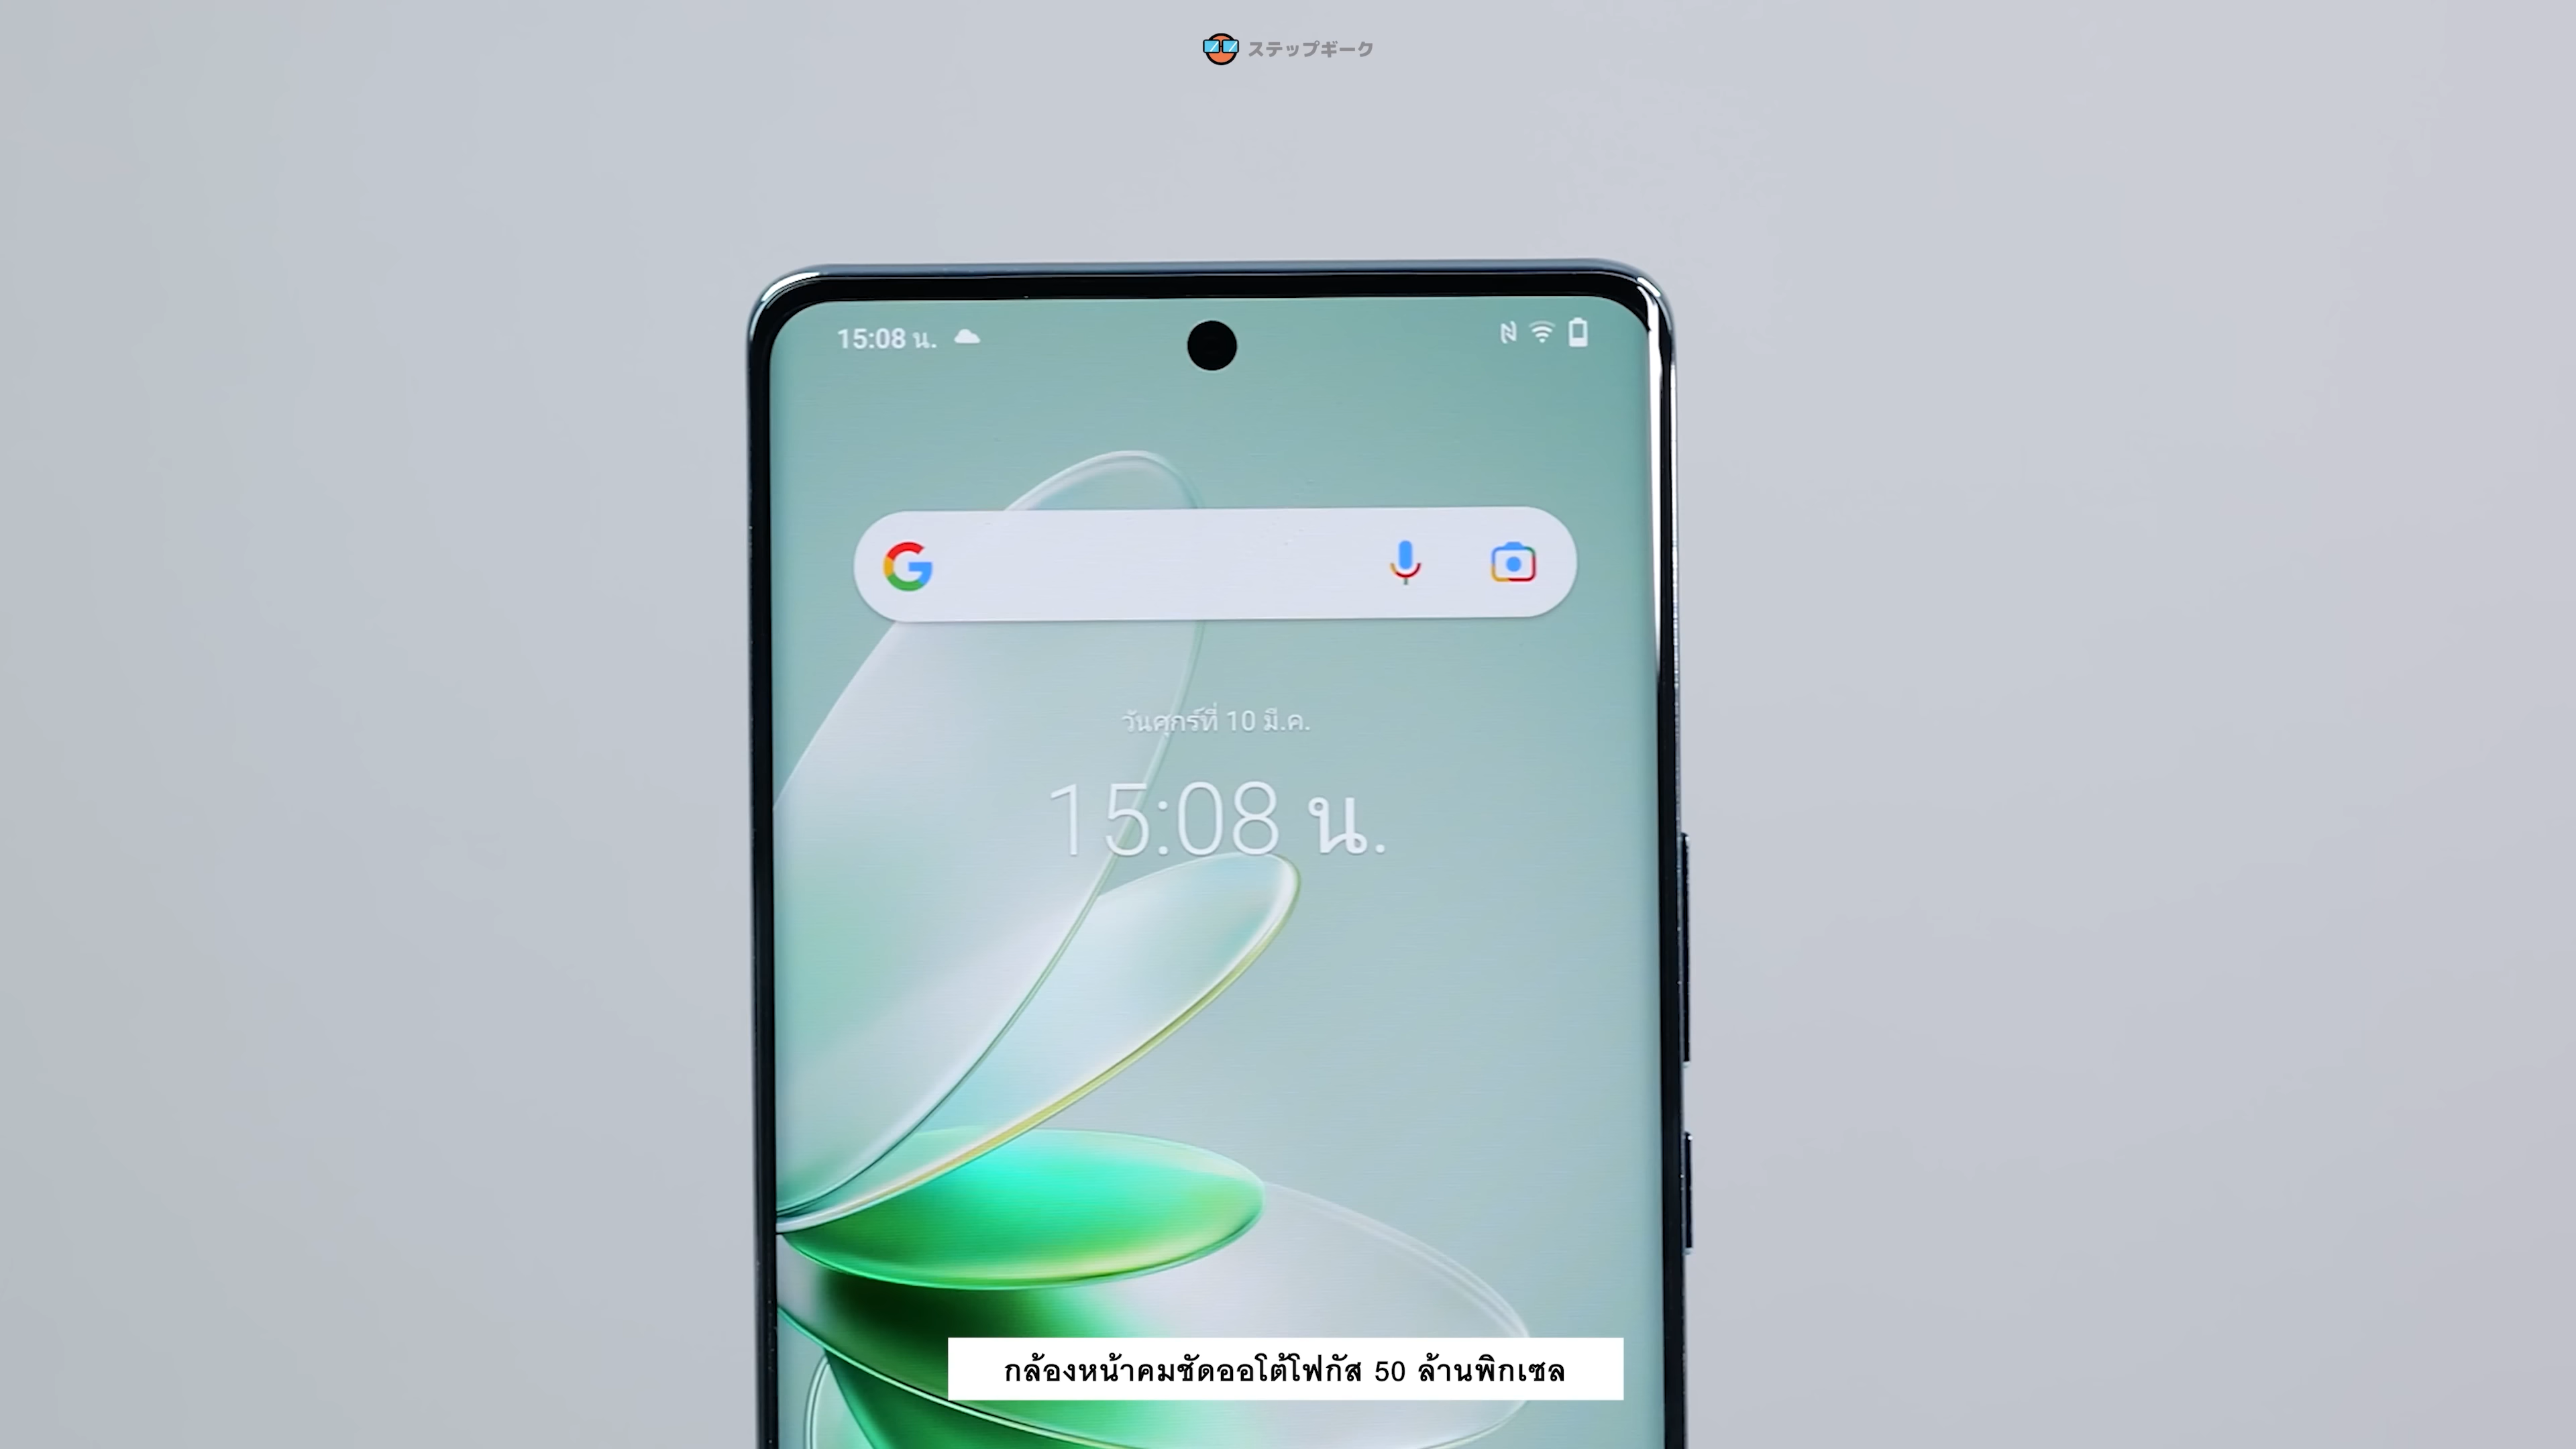 ステップギーク
15:08 น.
วันศุกร์ที่ 10 มี.ค.
15:08 น.
กล้องหน้าคมชัดออโต้โฟกัส 50 ล้านพิกเซล